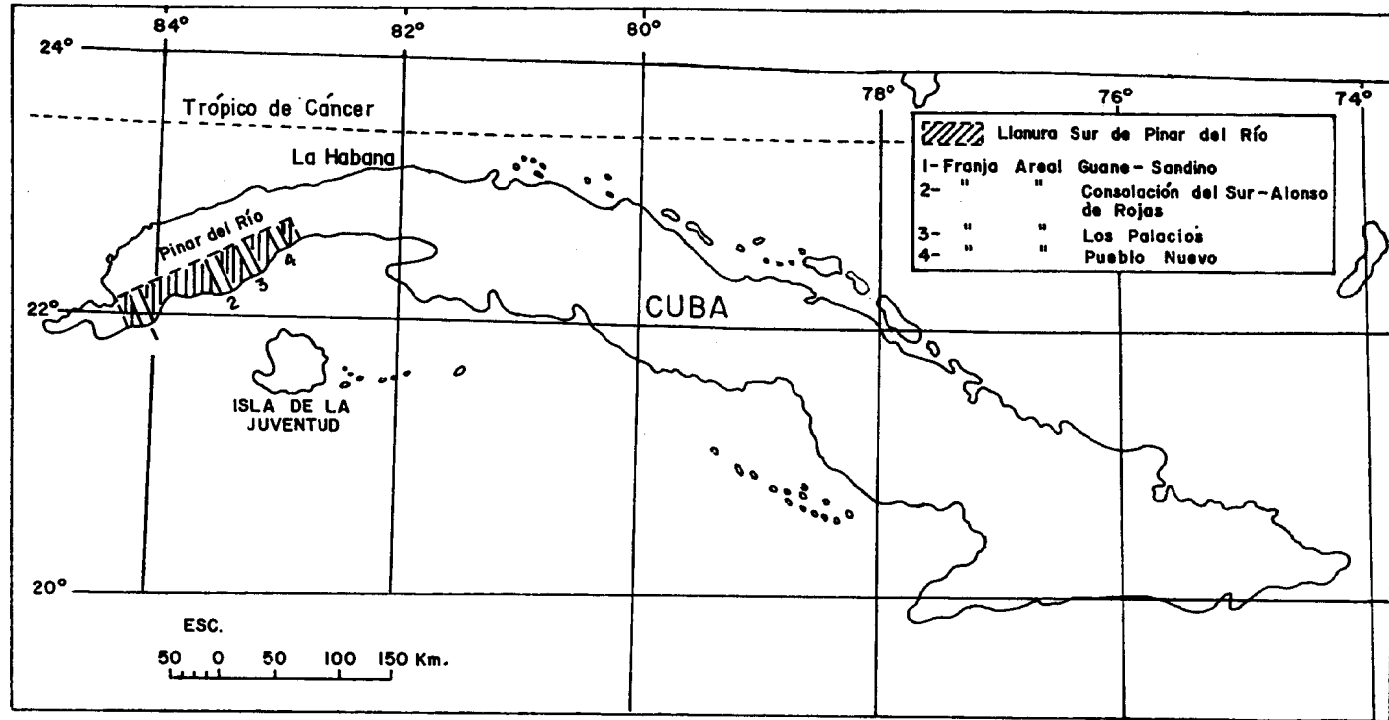 84° 82° 80°
24°
78° 76° 74°
Trópico de Cáncer
La Habana
Llanura Sur de Pinar del Río
1- Franja Areal Guane-Sandino
2- " " Consolación del Sur-Alonso
de Rojas
3- " " Los Palacios
4- " " Pueblo Nuevo
Pinar del Río
4
3
2
1
22°
CUBA
ISLA DE LA
JUVENTUD
20°
ESC.
50 0 50 100 150 Km.